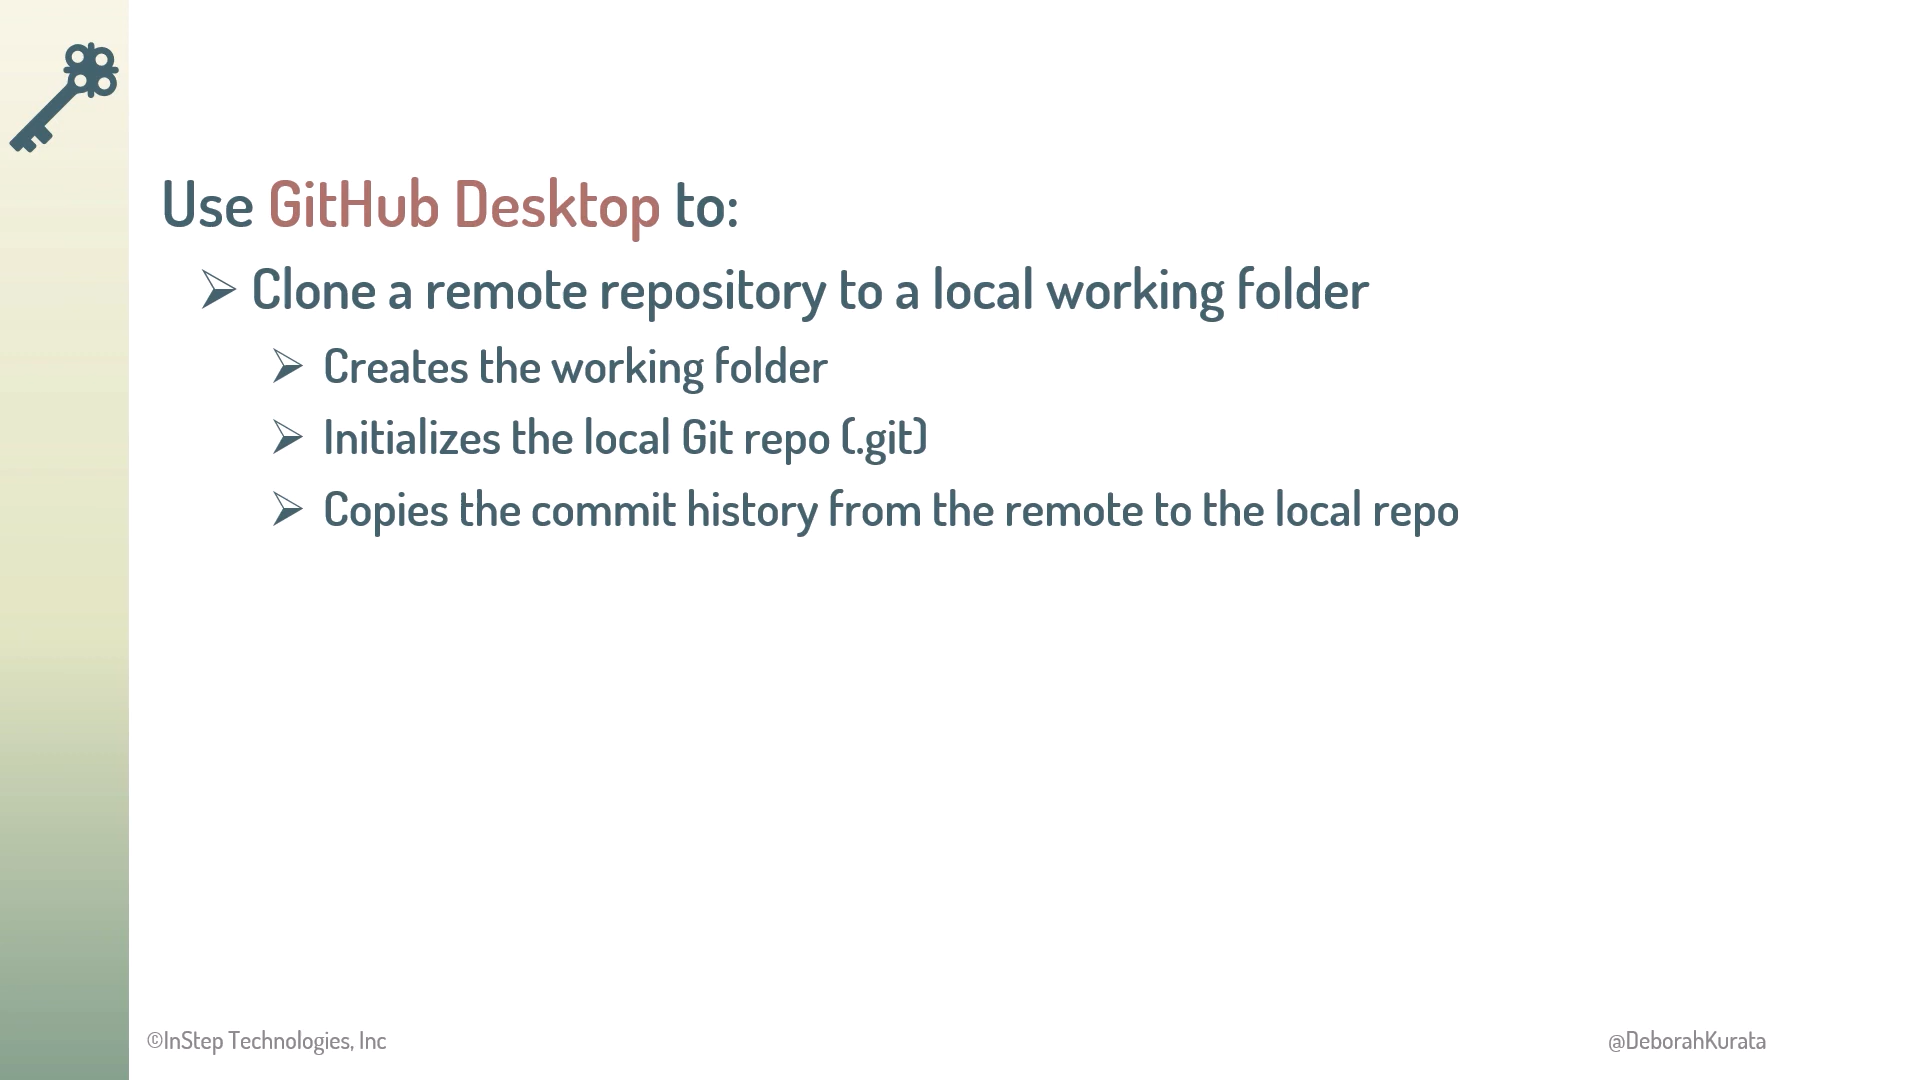 Use GitHub Desktop to:
➢ Clone a remote repository to a local working folder
➢ Creates the working folder
➢ Initializes the local Git repo (.git)
➢ Copies the commit history from the remote to the local repo
©InStep Technologies, Inc
@DeborahKurata